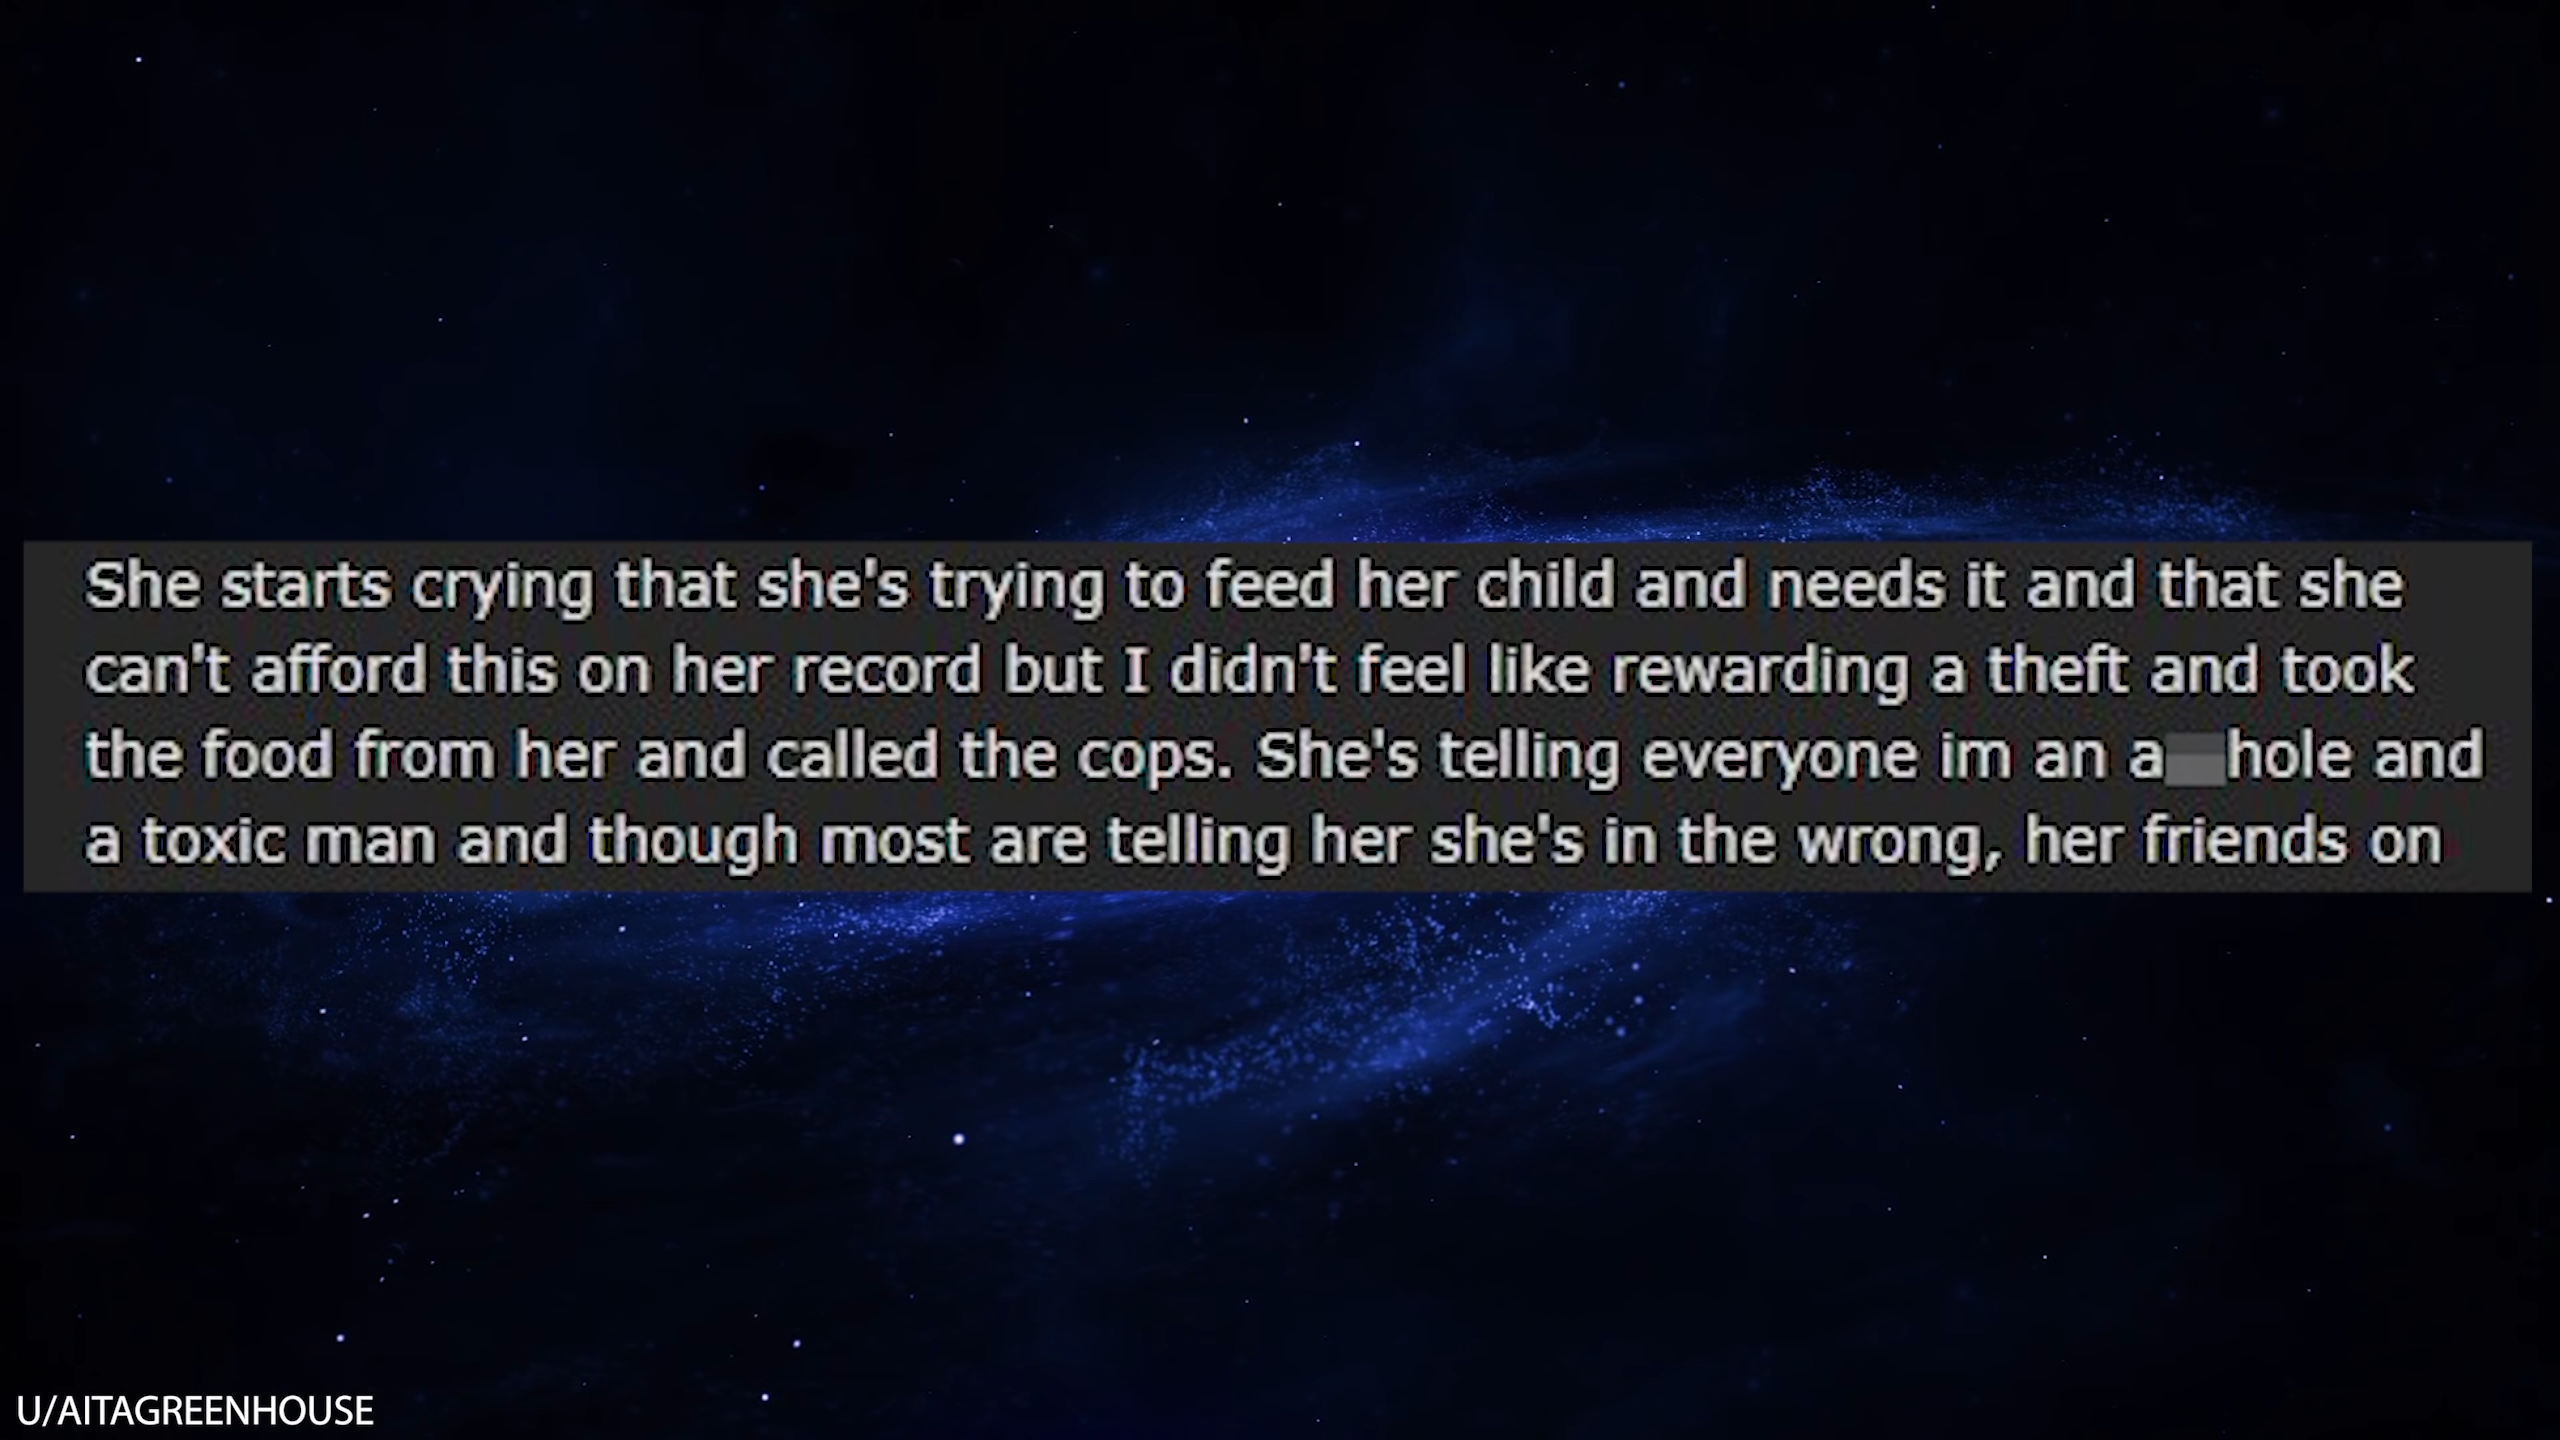 She starts crying that she's trying to feed her child and needs it and that she
can't afford this on her record but I didn't feel like rewarding a theft and took
the food from her and called the cops. She's telling everyone im an a hole and
a toxic man and though most are telling her she's in the wrong, her friends on
U/AITAGREENHOUSE